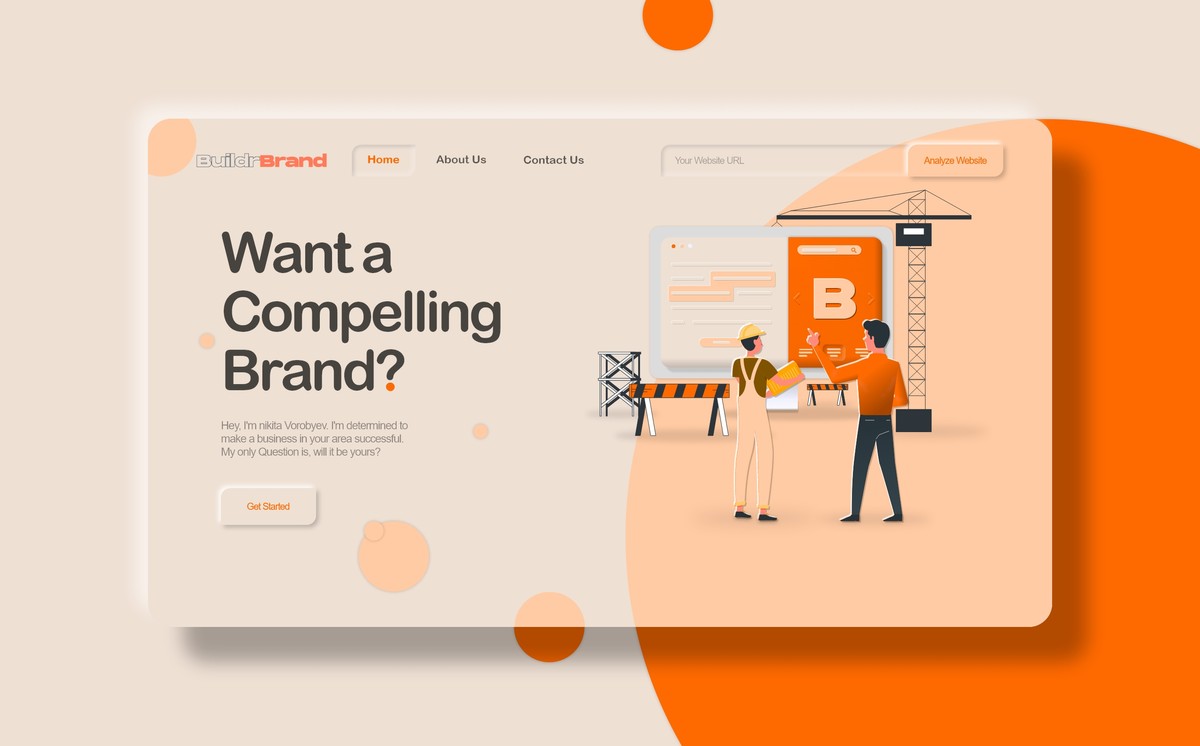 BuildrBrand
Home
About Us
Contact Us
Your Website URL
Analyze Website
Want a
Compelling
Brand?
Hey, I'm nikita Vorobyev. I'm determined to
make a business in your area successful.
My only Question is, will it be yours?
Get Started
B